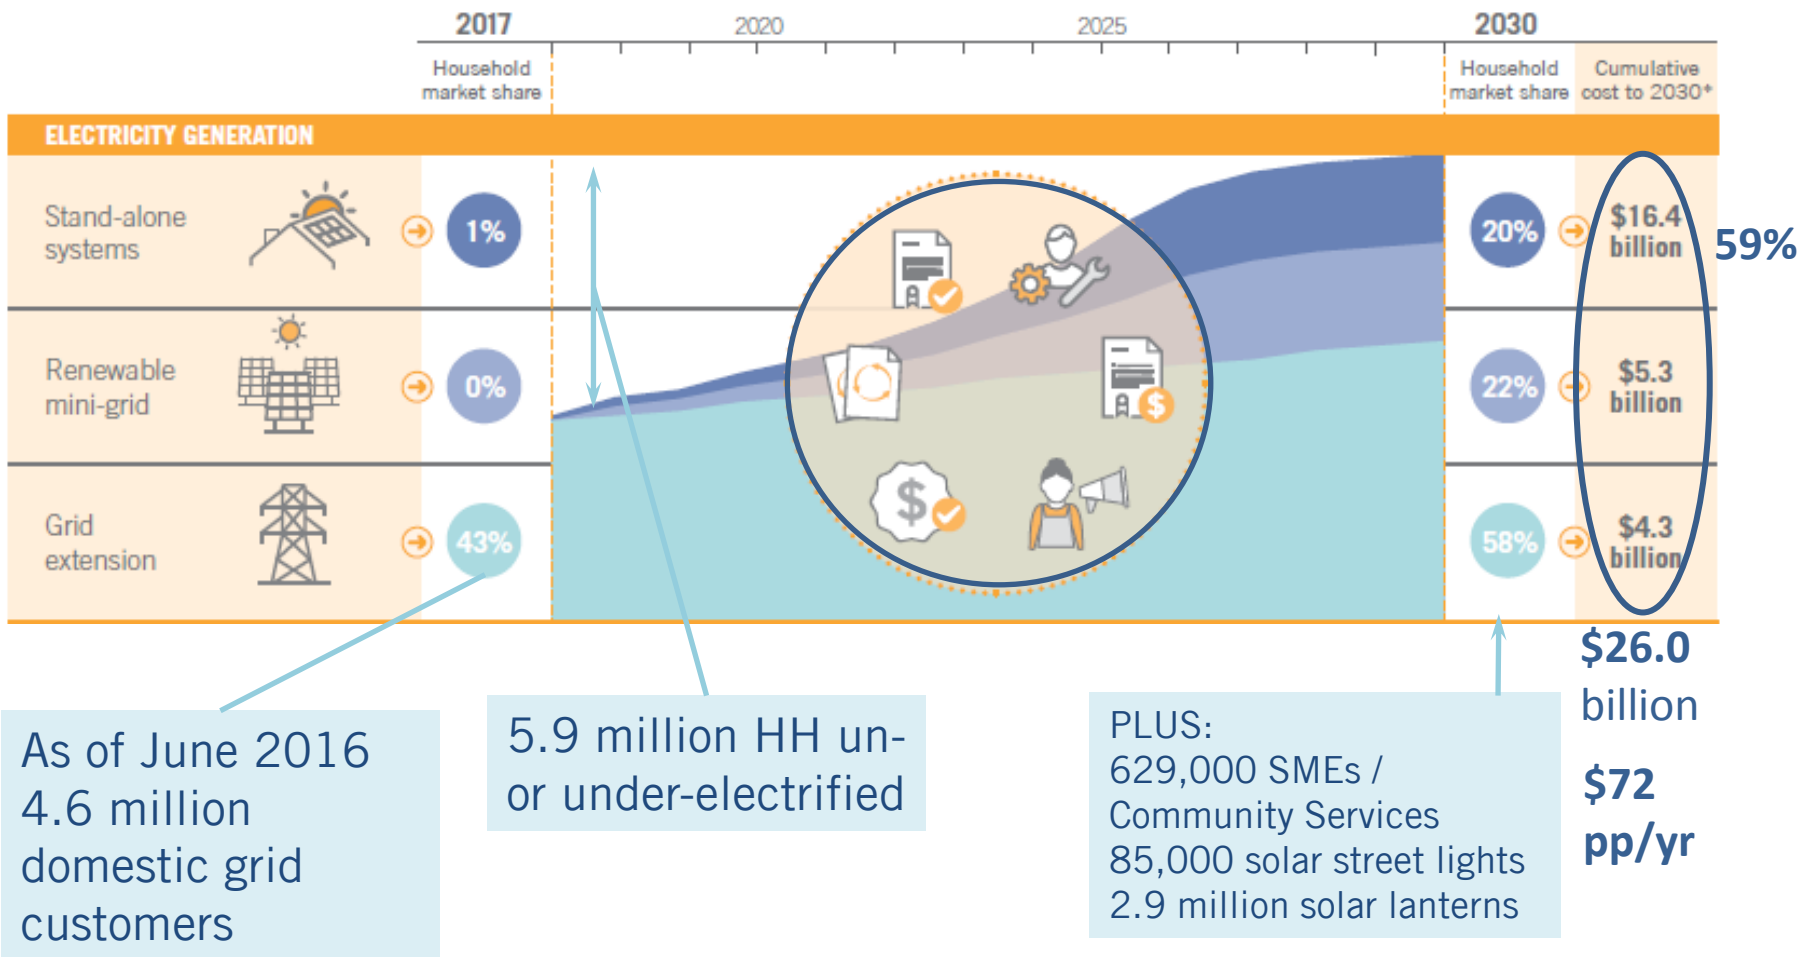 2017
2020
2025
2030
Household
market share
Household
market share
Cumulative
cost to 2030*
ELECTRICITY GENERATION
Stand-alone
systems
1%
20%
$16.4
billion
59%
Renewable
mini-grid
0%
22%
$5.3
billion
$
$
Grid
extension
43%
58%
$4.3
billion
$26.0
billion
$72
pp/yr
As of June 2016
4.6 million
domestic grid
customers
5.9 million HH un-
or under-electrified
PLUS:
629,000 SMEs /
Community Services
85,000 solar street lights
2.9 million solar lanterns